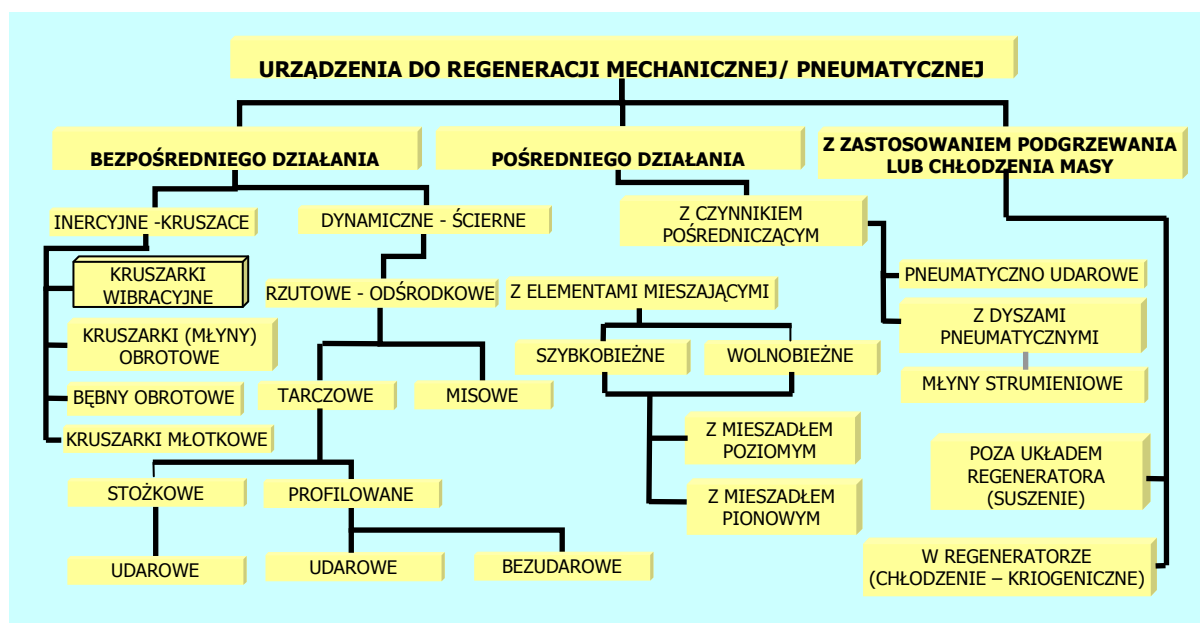 URZĄDZENIA DO REGENERACJI MECHANICZNEJ/ PNEUMATYCZNEJ
BEZPOŚREDNIEGO DZIAŁANIA
POŚREDNIEGO DZIAŁANIA
Z ZASTOSOWANIEM PODGRZEWANIA
LUB CHŁODZENIA MASY
INERCYJNE -KRUSZACE
DYNAMICZNE - ŚCIERNE
Z CZYNNIKIEM
POŚREDNICZĄCYM
KRUSZARKI
WIBRACYJNE
RZUTOWE - ODŚRODKOWE
Z ELEMENTAMI MIESZAJĄCYMI
PNEUMATYCZNO UDAROWE
KRUSZARKI (MŁYNY)
OBROTOWE
Z DYSZAMI
PNEUMATYCZNYMI
SZYBKOBIEŻNE
WOLNOBIEŻNE
MŁYNY STRUMIENIOWE
BĘBNY OBROTOWE
TARCZOWE
MISOWE
KRUSZARKI MŁOTKOWE
Z MIESZADŁEM
POZIOMYM
POZA UKŁADEM
REGENERATORA
(SUSZENIE)
STOŻKOWE
PROFILOWANE
Z MIESZADŁEM
PIONOWYM
UDAROWE
UDAROWE
BEZUDAROWE
W REGENERATORZE
(CHŁODZENIE – KRIOGENICZNE)